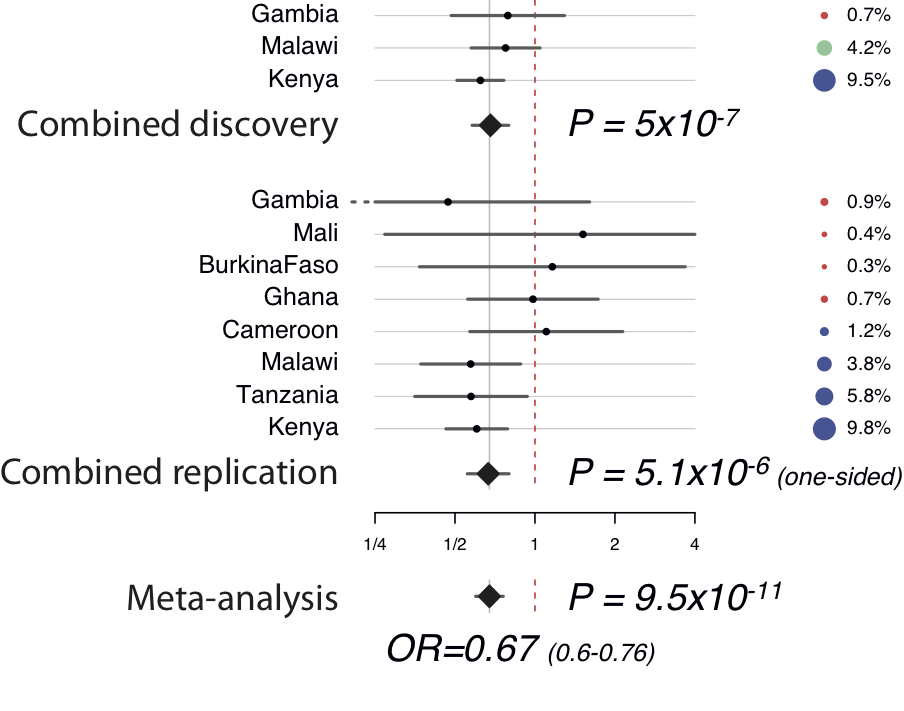 Gambia 0.7%
Malawi 4.2%
Kenya 9.5%
Combined discovery P = 5x10-7
Gambia 0.9%
Mali 0.4%
BurkinaFaso 0.3%
Ghana 0.7%
Cameroon 1.2%
Malawi 3.8%
Tanzania 5.8%
Kenya 9.8%
Combined replication P = 5.1x10-6 (one-sided)
1/4 1/2 1 2 4
Meta-analysis P = 9.5x10-11
OR=0.67 (0.6-0.76)